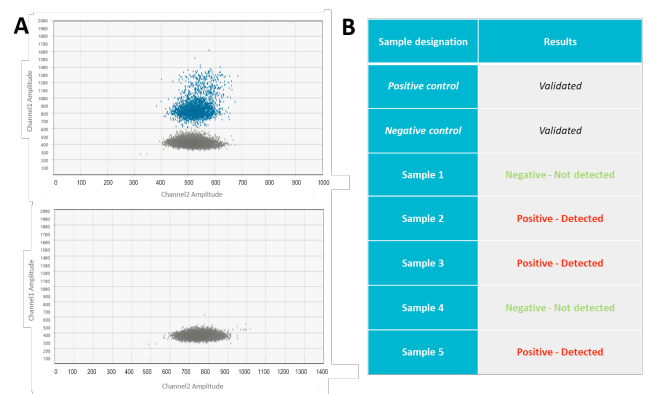 A
2000
1900
1800
1700
1600
1500
1400
1300
1200
1100
1000
900
800
700
600
500
400
300
200
100
Channel1 Amplitude
0 100 200 300 400 500 600 700 800 900 1000
Channel2 Amplitude
2000
1900
1800
1700
1600
1500
1400
1300
1200
1100
1000
900
800
700
600
500
400
300
200
100
Channel1 Amplitude
0 100 200 300 400 500 600 700 800 900 1000 1100 1200 1300 1400
Channel2 Amplitude
B
Sample designation Results
Positive control Validated
Negative control Validated
Sample 1 Negative - Not detected
Sample 2 Positive - Detected
Sample 3 Positive - Detected
Sample 4 Negative - Not detected
Sample 5 Positive - Detected